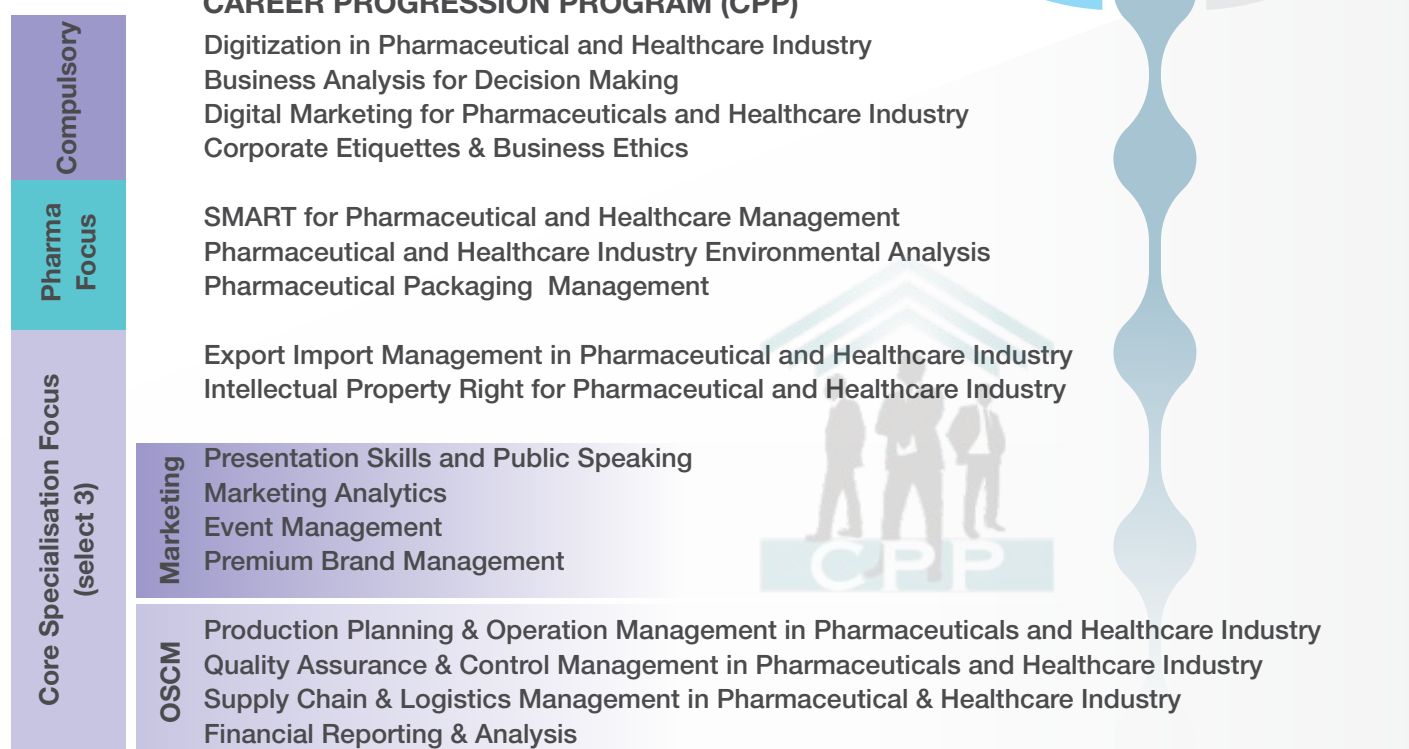 CAREER PROGRESSION PROGRAM (CPP)
Compulsory
Digitization in Pharmaceutical and Healthcare Industry
Business Analysis for Decision Making
Digital Marketing for Pharmaceuticals and Healthcare Industry
Corporate Etiquettes & Business Ethics
Pharma
Focus
SMART for Pharmaceutical and Healthcare Management
Pharmaceutical and Healthcare Industry Environmental Analysis
Pharmaceutical Packaging Management
Core Specialisation Focus
(select 3)
Export Import Management in Pharmaceutical and Healthcare Industry
Intellectual Property Right for Pharmaceutical and Healthcare Industry
Marketing
Presentation Skills and Public Speaking
Marketing Analytics
Event Management
Premium Brand Management
CPP
OSCM
Production Planning & Operation Management in Pharmaceuticals and Healthcare Industry
Quality Assurance & Control Management in Pharmaceuticals and Healthcare Industry
Supply Chain & Logistics Management in Pharmaceutical & Healthcare Industry
Financial Reporting & Analysis